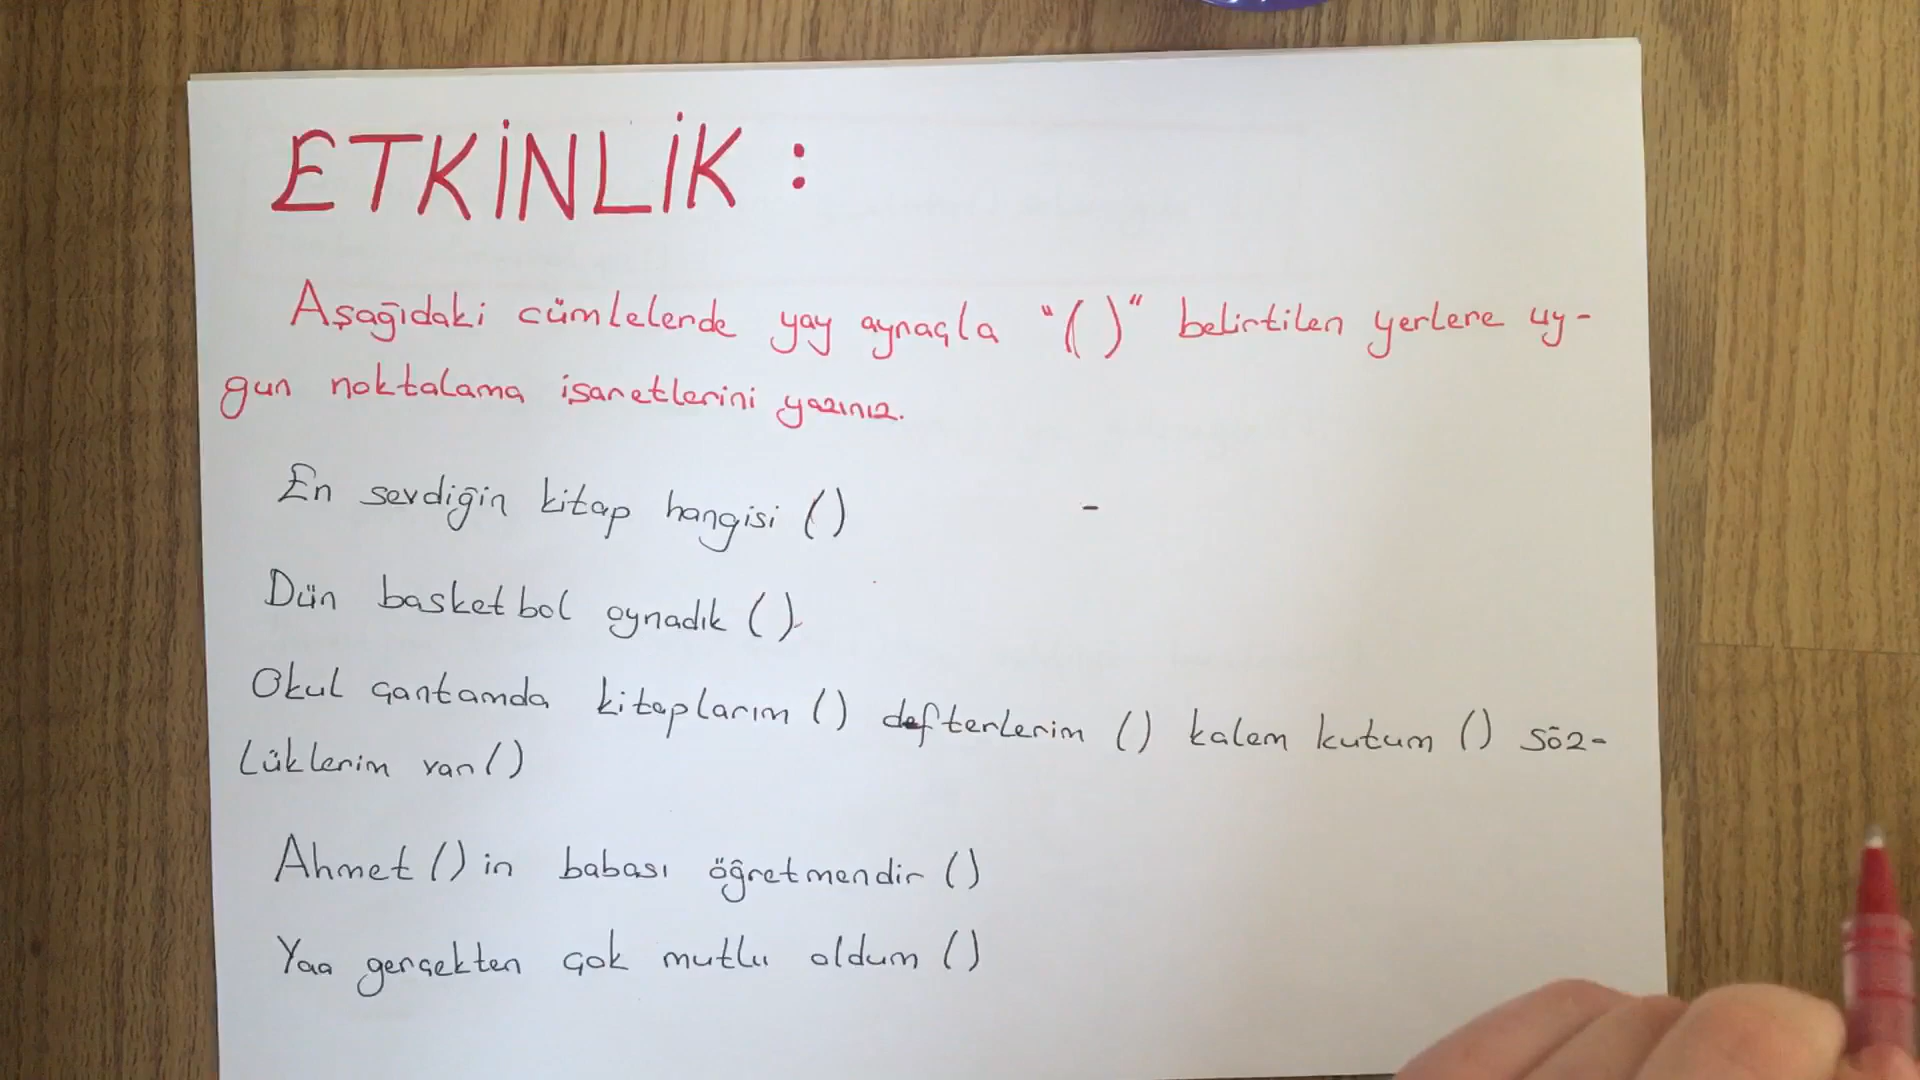 ETKİNLİK :
Aşağıdaki cümlelerde yay aynaçla "( )" belirtilen yerlere uy-
gun noktalama işaretlerini yazınız.
En sevdiğin kitap hangisi ( )
Dün basketbol oynadık ( )
Okul çantamda kitaplarım ( ) defterlerim ( ) kalem kutum ( ) söz-
lüklerim var ( )
Ahmet ( ) in babası öğretmendir ( )
Yaa gerçekten çok mutlu oldum ( )